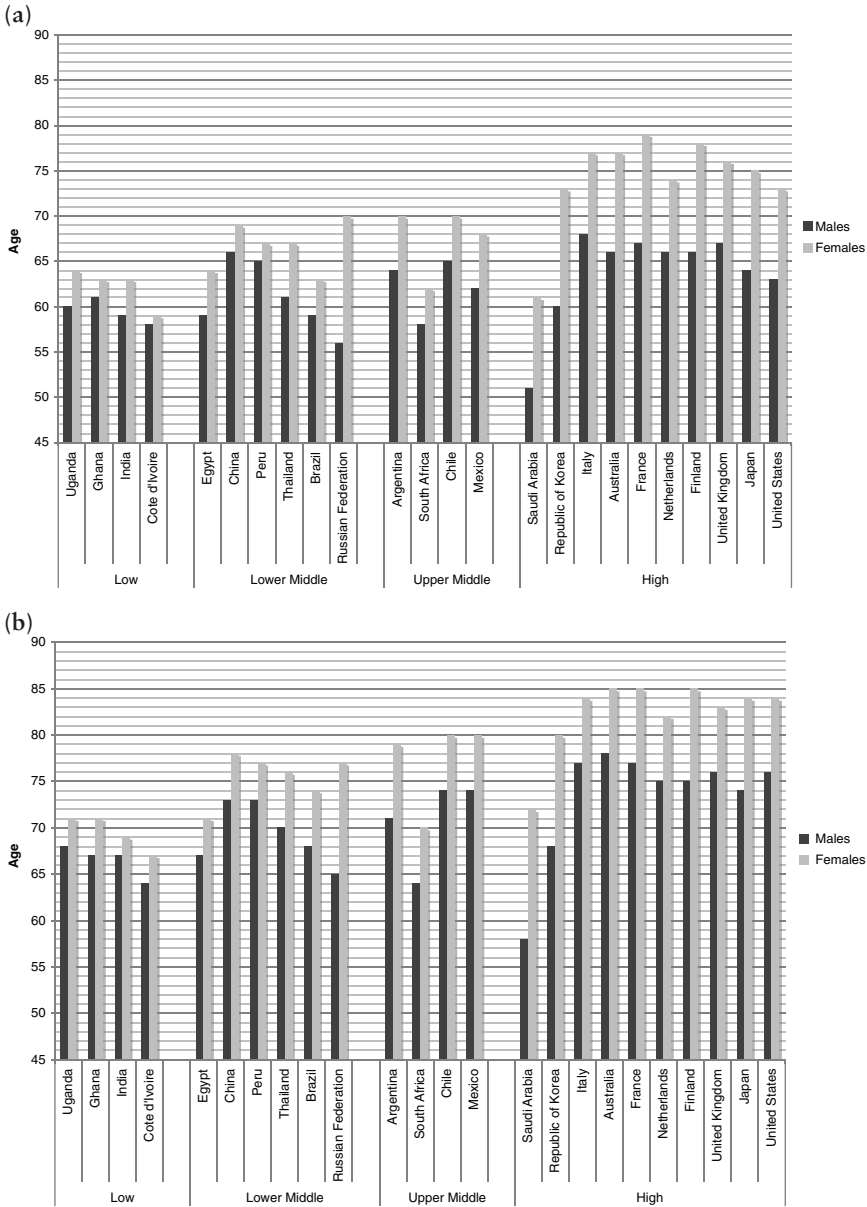 (a)
90
85
80
75
70
65
60
55
50
45
Age
Males
Females
Uganda
Ghana
India
Cote d'Ivoire
Egypt
China
Peru
Thailand
Brazil
Russian Federation
Argentina
South Africa
Chile
Mexico
Saudi Arabia
Republic of Korea
Italy
Australia
France
Netherlands
Finland
United Kingdom
Japan
United States
Low
Lower Middle
Upper Middle
High
(b)
90
85
80
75
70
65
60
55
50
45
Age
Males
Females
Uganda
Ghana
India
Cote d'Ivoire
Egypt
China
Peru
Thailand
Brazil
Russian Federation
Argentina
South Africa
Chile
Mexico
Saudi Arabia
Republic of Korea
Italy
Australia
France
Netherlands
Finland
United Kingdom
Japan
United States
Low
Lower Middle
Upper Middle
High